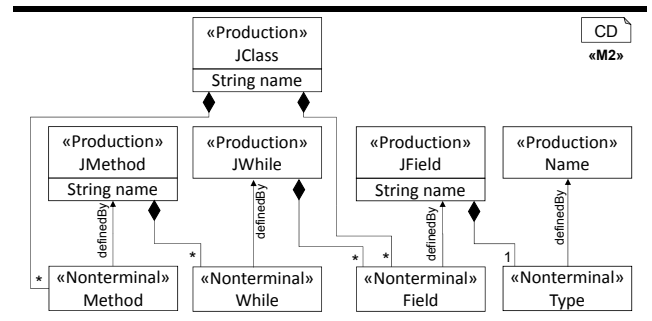 «Production»
JClass
String name
CD
«M2»
«Production»
JMethod
String name
«Production»
JWhile
«Production»
JField
String name
«Production»
Name
definedBy
definedBy
definedBy
definedBy
*
*
*
*
1
«Nonterminal»
Method
«Nonterminal»
While
«Nonterminal»
Field
«Nonterminal»
Type